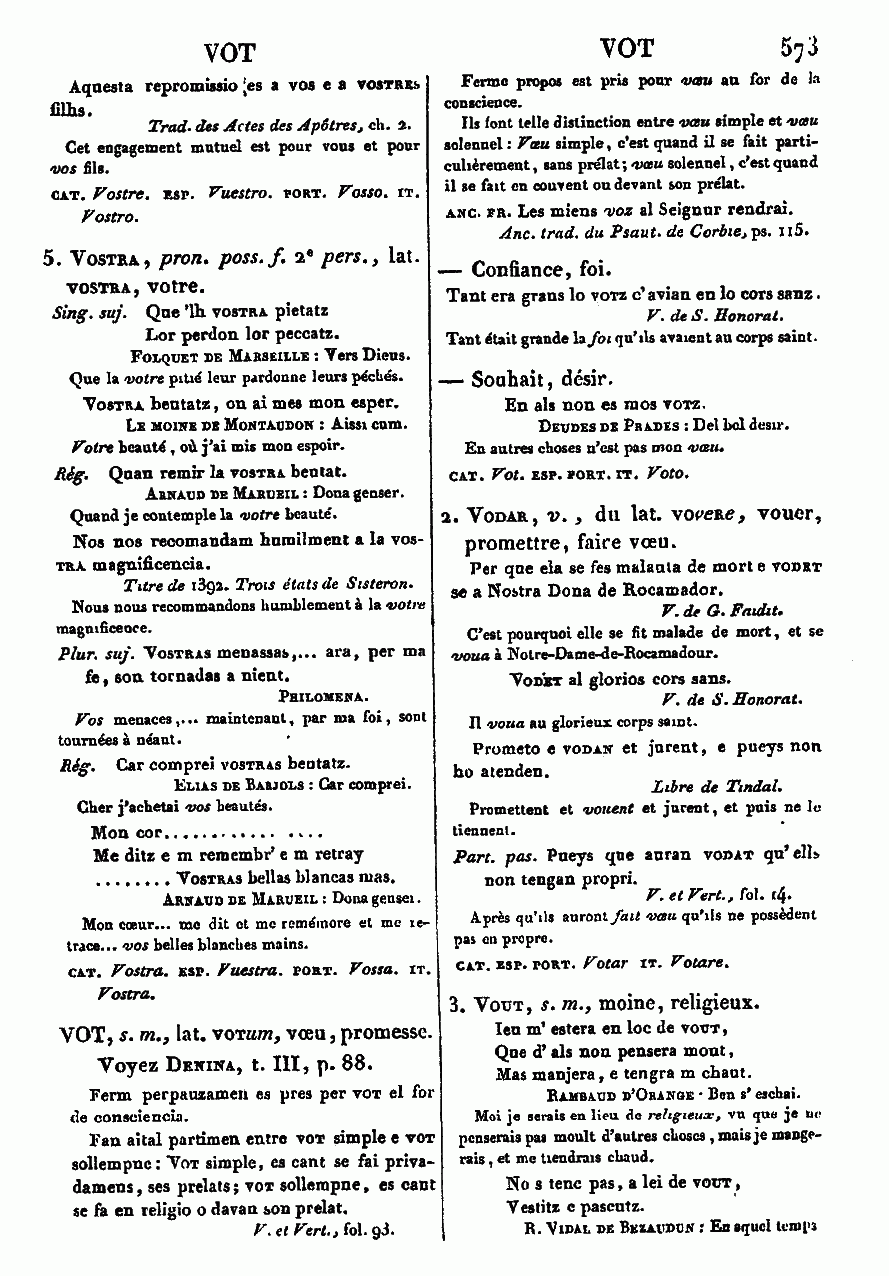 VOT
VOT 573
Aquesta repromissio es a vos e a vostres
filhs.
Trad. des Actes des Apôtres, ch. 2.
Cet engagement mutuel est pour vous et pour
vos fils.
CAT. Vostre. ESP. Vuestro. PORT. Vosso. IT.
Vostro.
5. Vostra, pron. poss. f. 2e pers., lat.
vostra, votre.
Sing. suj. Que 'lh vostra pietatz
Lor perdon lor peccatz.
Folquet de Marseille : Vers Dieus.
Que la votre pitié leur pardonne leurs péchés.
Vostra beutatz, on ai mes mon esper.
Le moine de Montaudon : Aissi cum.
Votre beauté, où j'ai mis mon espoir.
Rég. Quan remir la vostra beutat.
Arnaud de Marueil : Dona genser.
Quand je contemple la votre beauté.
Nos nos recomandam humilment a la vos-
tra magnificencia.
Titre de 1392. Trois états de Sisteron.
Nous nous recommandons humblement à la votre
magnificence.
Plur. suj. Vostras menassas,... ara, per ma
fe, son tornadas a nient.
Philomena.
Vos menaces,... maintenant, par ma foi, sont
tournées à néant.
Rég. Car comprei vostras beutatz.
Elias de Barjols : Car comprei.
Cher j'achetai vos beautés.
Mon cor............ ....
Me ditz e m remembr' e m retray
........ Vostras bellas blancas mas.
Arnaud de Marueil : Dona genser.
Mon cœur... me dit et me remémore et me re-
trace... vos belles blanches mains.
CAT. Vostra. ESP. Vuestra. PORT. Vossa. IT.
Vostra.
VOT, s. m., lat. votum, vœu, promesse.
Voyez Denina, t. III, p. 88.
Ferm perpauzamen es pres per vot el for
de consciencia.
Fan aital partimen entre vot simple e vot
sollempne : Vot simple, es cant se fai priva-
damens, ses prelats; vot sollempne, es cant
se fa en religio o davan son prelat.
V. et Vert., fol. 93.
Ferme propos est pris pour vœu au for de la
conscience.
Ils font telle distinction entre vœu simple et vœu
solennel : Vœu simple, c'est quand il se fait parti-
culièrement, sans prélat; vœu solennel, c'est quand
il se fait en couvent ou devant son prélat.
ANC. FR. Les miens voz al Seignur rendrai.
Anc. trad. du Psaut. de Corbie, ps. 115.
— Confiance, foi.
Tant era grans lo votz c'avian en lo cors sanz.
V. de S. Honorat.
Tant était grande la foi qu'ils avaient au corps saint.
— Souhait, désir.
En als non es mos votz.
Deudes de Prades : Del bel desir.
En autres choses n'est pas mon vœu.
CAT. Vot. ESP. PORT. IT. Voto.
2. Vodar, v., du lat. vovere, vouer,
promettre, faire vœu.
Per que ela se fes malauta de mort e vodet
se a Nostra Dona de Rocamador.
V. de G. Faidit.
C'est pourquoi elle se fit malade de mort, et se
voua à Notre-Dame-de-Rocamadour.
Vodet al glorios cors sans.
V. de S. Honorat.
Il voua au glorieux corps saint.
Prometo e vodan et jurent, e pueys non
ho atenden.
Libre de Tindal.
Promettent et vouent et jurent, et puis ne le
tiennent.
Part. pas. Pueys que auran vodat qu'ells
non tengan propri.
V. et Vert., fol. 14.
Après qu'ils auront fait vœu qu'ils ne possèdent
pas en propre.
CAT. ESP. PORT. Votar IT. Votare.
3. Vout, s. m., moine, religieux.
Ieu m' estera en loc de vout,
Que d' als non pensera mout,
Mas manjera, e tengra m chaut.
Rambaud d'Orange : Ben s' eschai.
Moi je serais en lieu de religieux, vu que je ne
penserais pas moult d'autres choses, mais je mange-
rais, et me tiendrais chaud.
No s tenc pas, a lei de vout,
Vestitz e pascutz.
R. Vidal de Bezaudun : En aquel temps